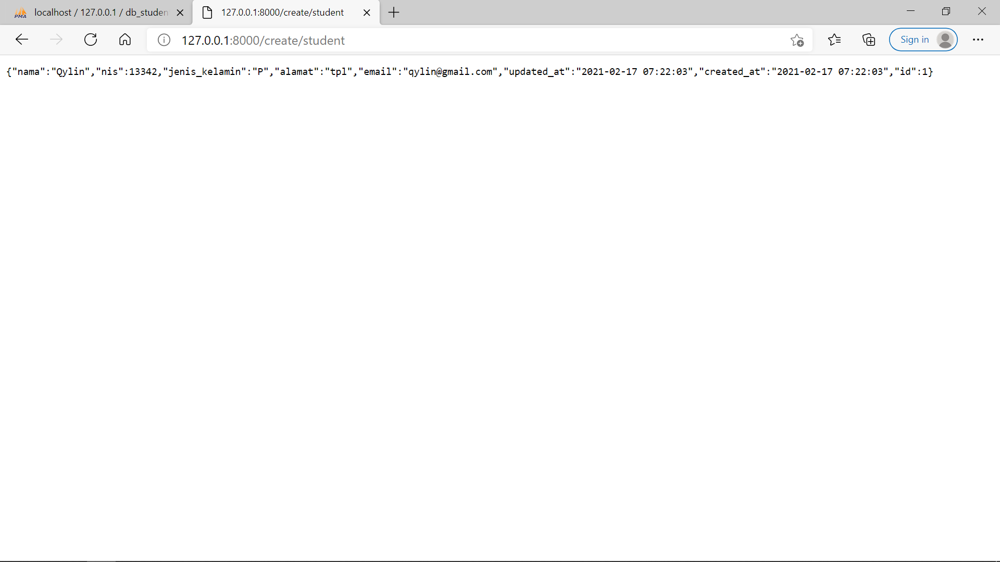 PMA localhost / 127.0.0.1 / db_studen
127.0.0.1:8000/create/student
127.0.0.1:8000/create/student
Sign in
{"nama":"Qylin","nis":13342,"jenis_kelamin":"P","alamat":"tpl","email":"qylin@gmail.com","updated_at":"2021-02-17 07:22:03","created_at":"2021-02-17 07:22:03","id":1}